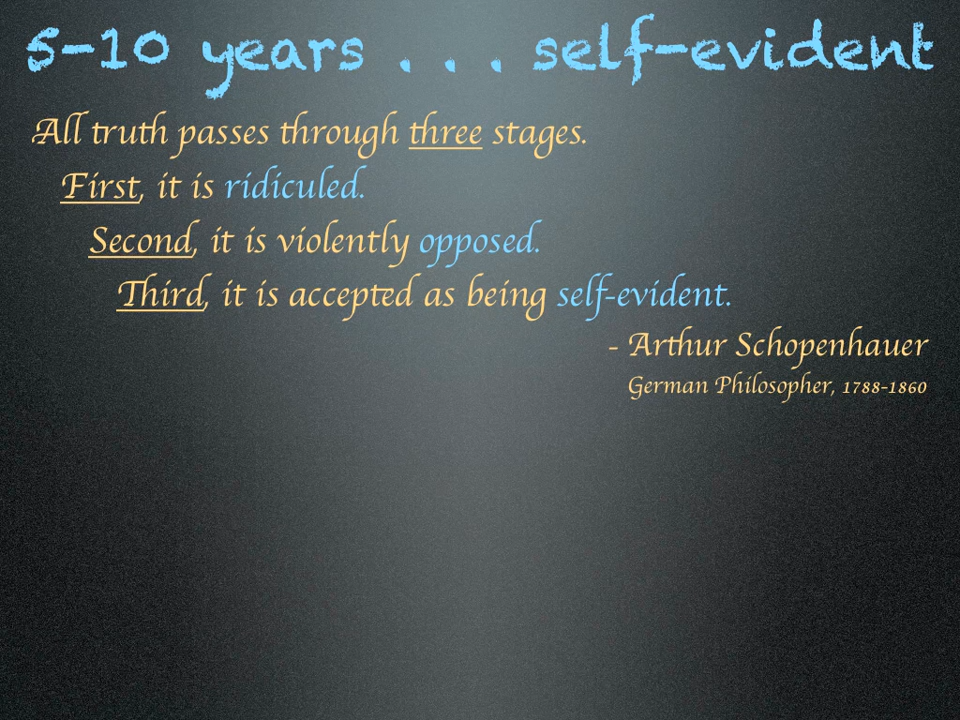 5-10 years . . . self-evident
All truth passes through three stages.
First, it is ridiculed.
Second, it is violently opposed.
Third, it is accepted as being self-evident.
- Arthur Schopenhauer
German Philosopher, 1788-1860